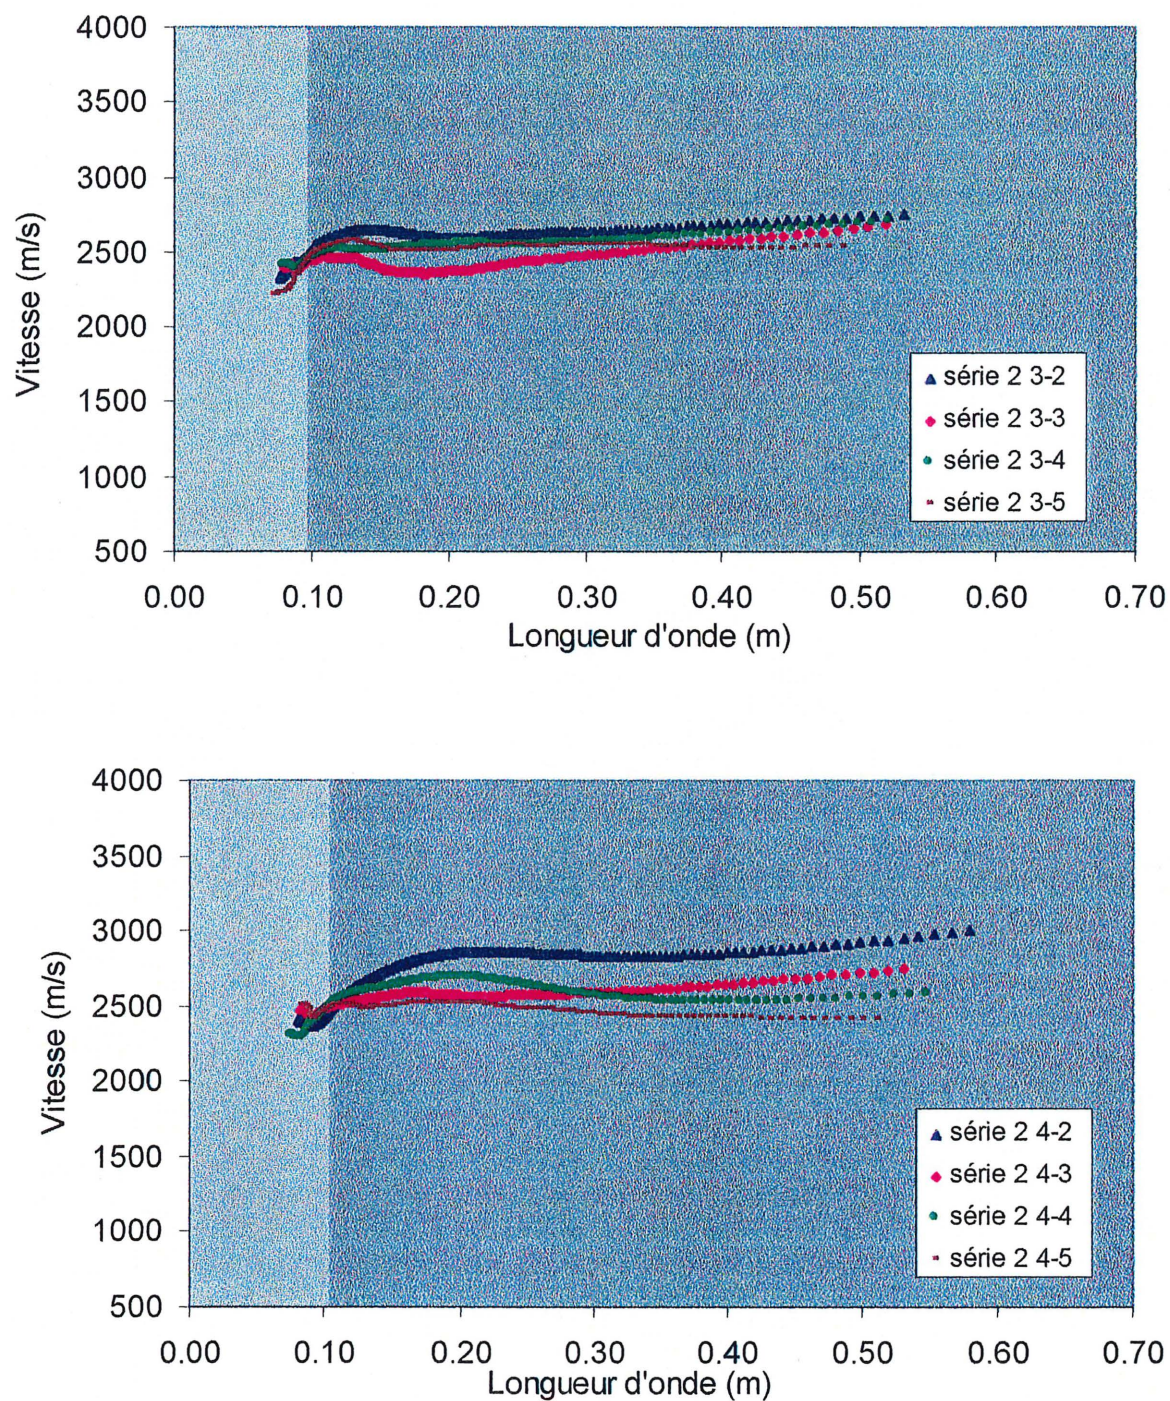 4000
3500
3000
2500
2000
1500
1000
500
Vitesse (m/s)
série 2 3-2
série 2 3-3
série 2 3-4
série 2 3-5
0.00 0.10 0.20 0.30 0.40 0.50 0.60 0.70
Longueur d'onde (m)
4000
3500
3000
2500
2000
1500
1000
500
Vitesse (m/s)
série 2 4-2
série 2 4-3
série 2 4-4
série 2 4-5
0.00 0.10 0.20 0.30 0.40 0.50 0.60 0.70
Longueur d'onde (m)